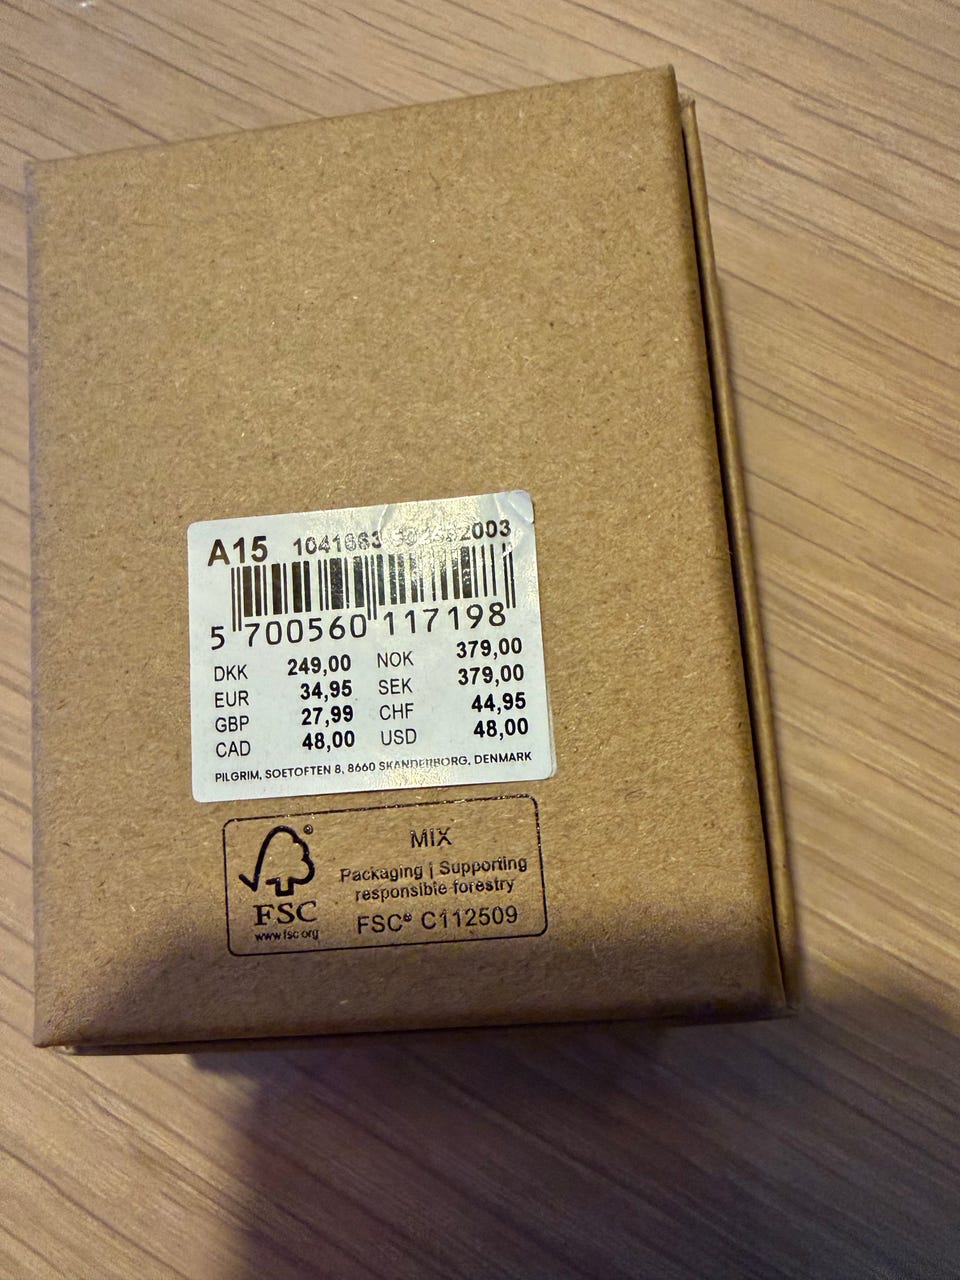 A15
5 700560 117198
DKK 249,00 NOK 379,00
EUR 34,95 SEK 379,00
GBP 27,99 CHF 44,95
CAD 48,00 USD 48,00
PILGRIM, SOETOFTEN 8, 8660 SKANDERBORG, DENMARK
MIX
Packaging | Supporting
responsible forestry
FSC® C112509
®
FSC
www.fsc.org